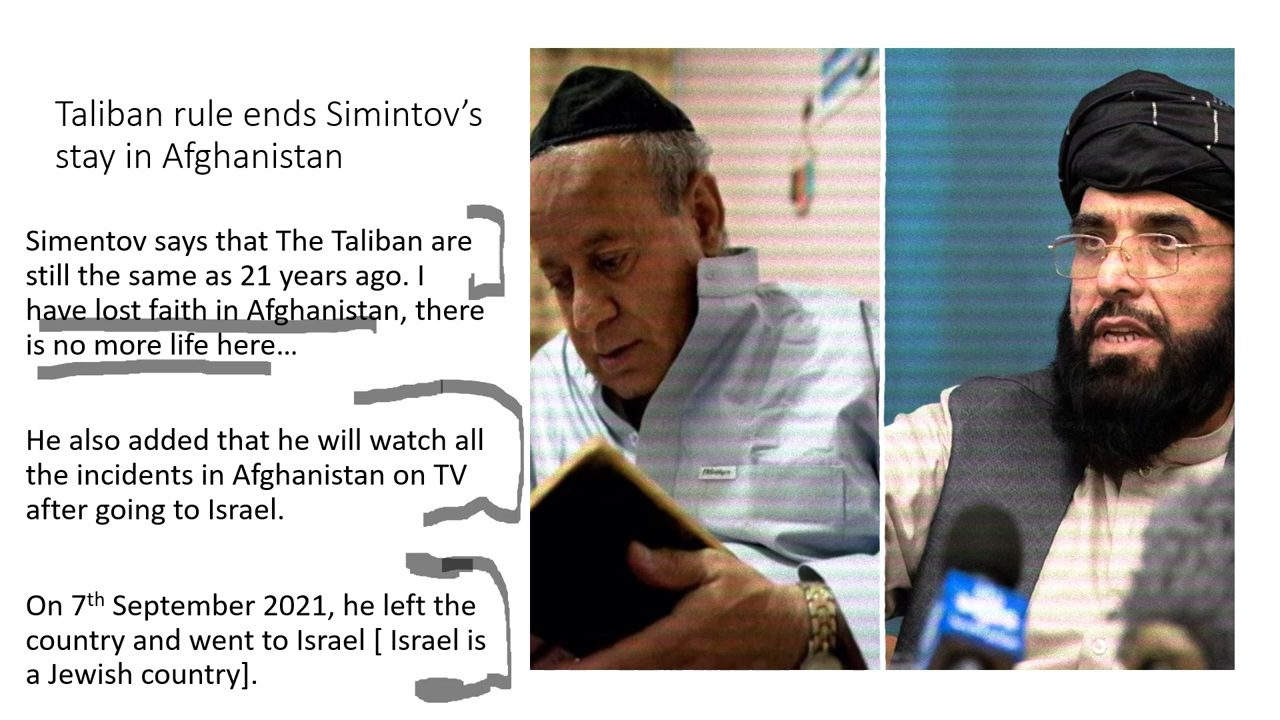 Taliban rule ends Simintov’s
stay in Afghanistan
Simentov says that The Taliban are
still the same as 21 years ago. I
have lost faith in Afghanistan, there
is no more life here…
He also added that he will watch all
the incidents in Afghanistan on TV
after going to Israel.
On 7th September 2021, he left the
country and went to Israel [ Israel is
a Jewish country].